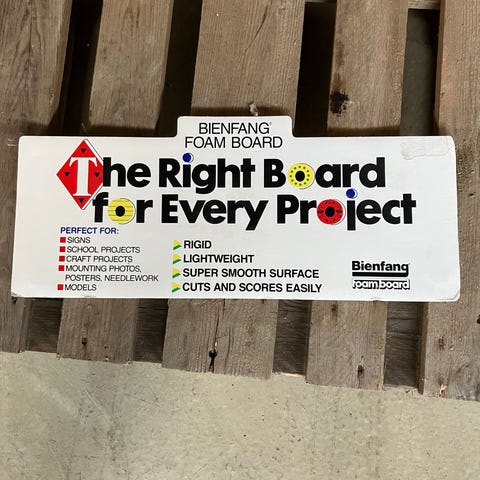 BIENFANG®
FOAM BOARD
The Right Board
for Every Project
PERFECT FOR:
SIGNS
SCHOOL PROJECTS
CRAFT PROJECTS
MOUNTING PHOTOS,
POSTERS, NEEDLEWORK
MODELS
RIGID
LIGHTWEIGHT
SUPER SMOOTH SURFACE
CUTS AND SCORES EASILY
Bienfang®
foam board